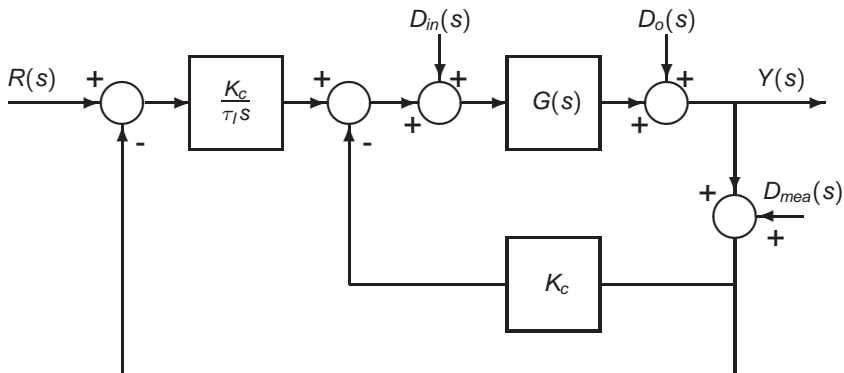 D_in(s)
D_o(s)
R(s)
+
K_c
τ_I s
+
+
+
G(s)
+
+
Y(s)
-
-
+
D_mea(s)
+
K_c